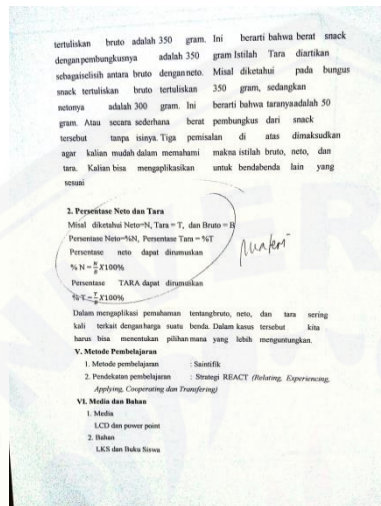 tertuliskan bruto adalah 350 gram. Ini berarti bahwa berat snack
dengan pembungkusnya adalah 350 gram Istilah Tara diartikan
sebagaiselisih antara bruto dengan neto. Misal diketahui pada bungus
snack tertuliskan bruto tertuliskan 350 gram, sedangkan
netonya adalah 300 gram. Ini berarti bahwa taranyaadalah 50
gram. Atau secara sederhana berat pembungkus dari snack
tersebut tanpa isinya. Tiga pemisalan di atas dimaksudkan
agar kalian mudah dalam memahami makna istilah bruto, neto, dan
tara. Kalian bisa mengaplikasikan untuk bendabenda lain yang
sesuai
2. Persentase Neto dan Tara
Misal diketahui Neto=N, Tara = T, dan Bruto = B
Persentase Neto=%N, Persentase Tara = %T
Persentase neto dapat dirumuskan
% N = N/B X100%
Persentase TARA dapat dirumuskan
% T = T/B X100%
materi
Dalam mengaplikasi pemahaman tentangbruto, neto, dan tara sering
kali terkait dengan harga suatu benda. Dalam kasus tersebut kita
harus bisa menentukan pilihan mana yang lebih menguntungkan.
V. Metode Pembelajaran
1. Metode pembelajaran : Saintifik
2. Pendekatan pembelajaran : Strategi REACT (Relating, Experiencing,
Applying, Cooperating dan Transfering)
VI. Media dan Bahan
1. Media
LCD dan power point
2. Bahan
LKS dan Buku Siswa